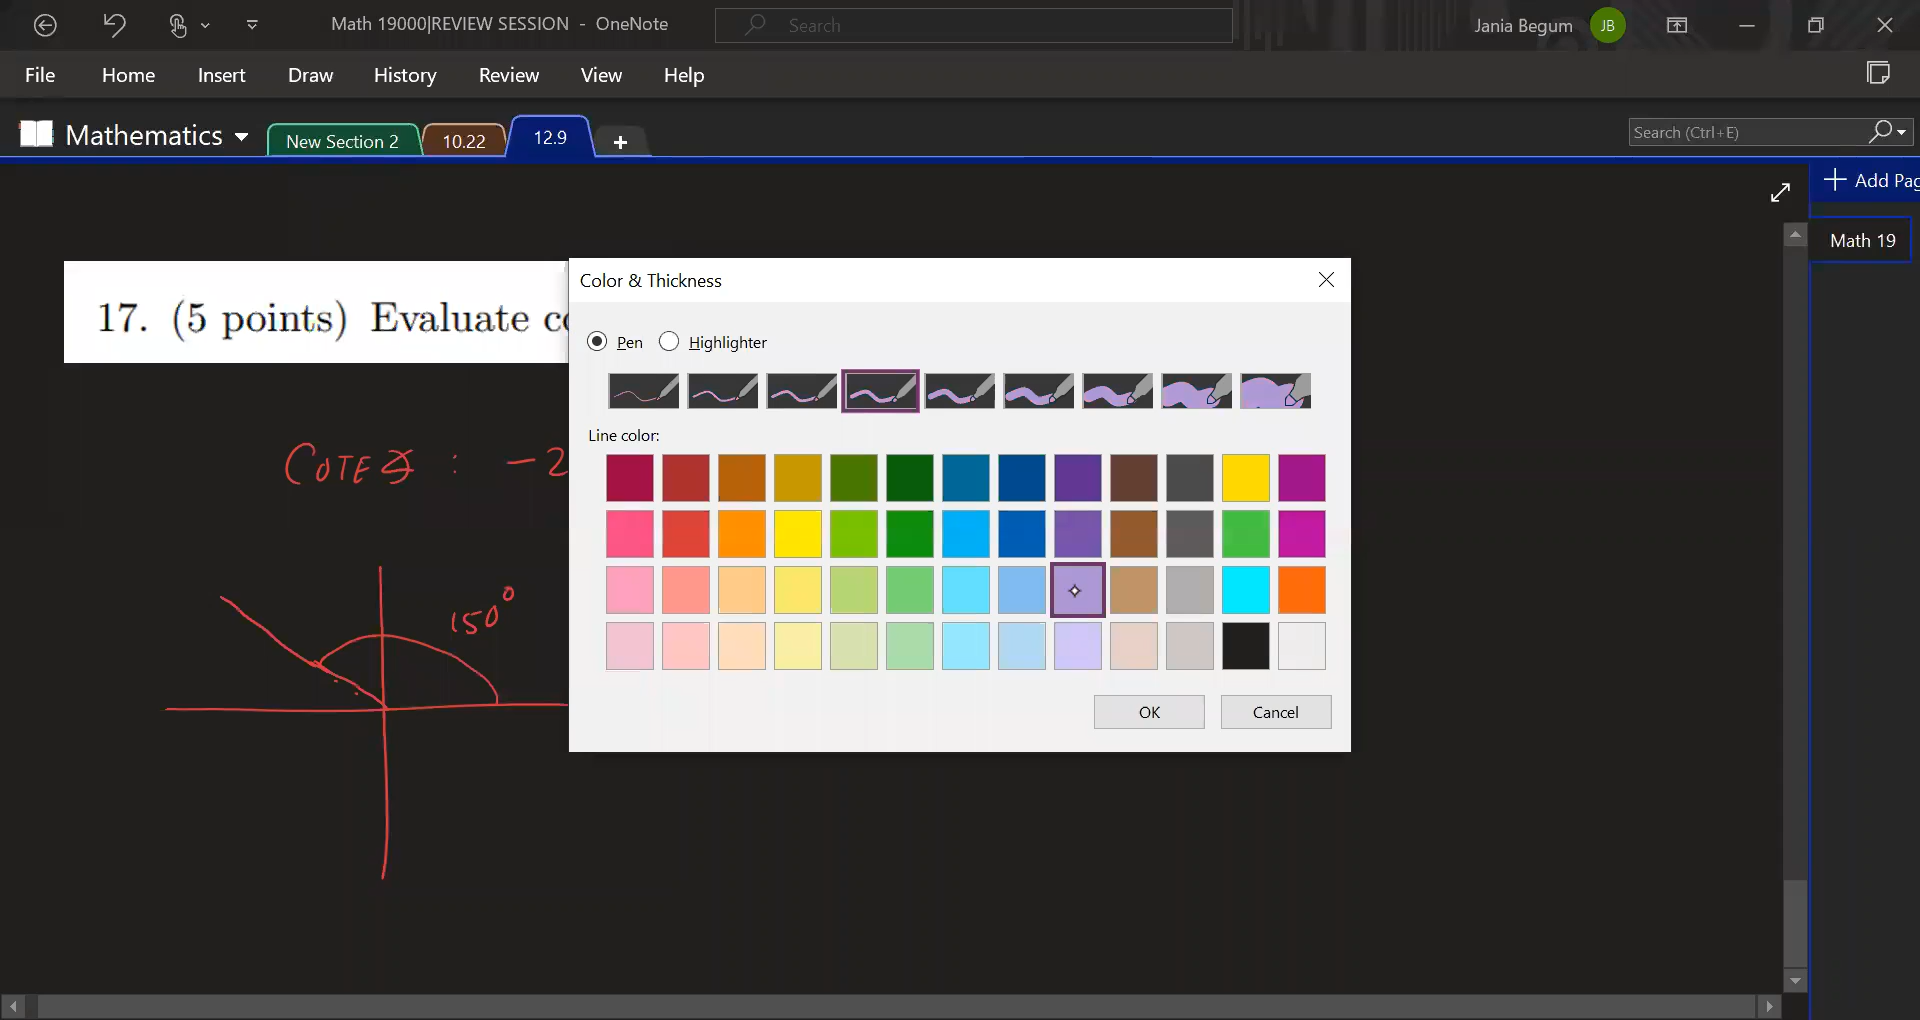 Math 19000|REVIEW SESSION - OneNote
Search
Jania Begum
JB
File Home Insert Draw History Review View Help
Mathematics
New Section 2
10.22
12.9
+
Search (Ctrl+E)
Add Pag
Math 19
17. (5 points) Evaluate co
COTE∡ : -2
150°
Color & Thickness
Pen
Highlighter
Line color:
OK
Cancel